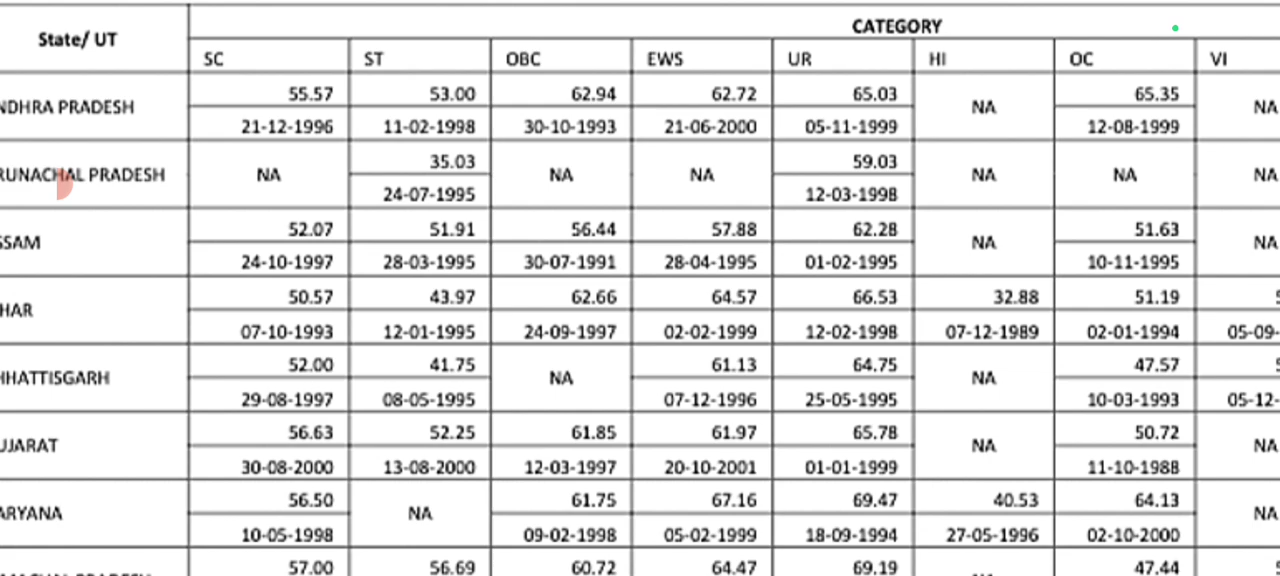 State/ UT CATEGORY
SC ST OBC EWS UR HI OC VI
NDHRA PRADESH 55.57 53.00 62.94 62.72 65.03 NA 65.35 NA
21-12-1996 11-02-1998 30-10-1993 21-06-2000 05-11-1999 12-08-1999
RUNACHAL PRADESH NA 35.03 NA NA 59.03 NA NA NA
24-07-1995 12-03-1998
SSAM 52.07 51.91 56.44 57.88 62.28 NA 51.63 NA
24-10-1997 28-03-1995 30-07-1991 28-04-1995 01-02-1995 10-11-1995
HAR 50.57 43.97 62.66 64.57 66.53 32.88 51.19 5
07-10-1993 12-01-1995 24-09-1997 02-02-1999 12-02-1998 07-12-1989 02-01-1994 05-09-
HHATTISGARH 52.00 41.75 NA 61.13 64.75 NA 47.57 5
29-08-1997 08-05-1995 07-12-1996 25-05-1995 10-03-1993 05-12-
UJARAT 56.63 52.25 61.85 61.97 65.78 NA 50.72 NA
30-08-2000 13-08-2000 12-03-1997 20-10-2001 01-01-1999 11-10-1988
ARYANA 56.50 NA 61.75 67.16 69.47 40.53 64.13 NA
10-05-1998 09-02-1998 05-02-1999 18-09-1994 27-05-1996 02-10-2000
57.00 56.69 60.72 64.47 69.19 47.44